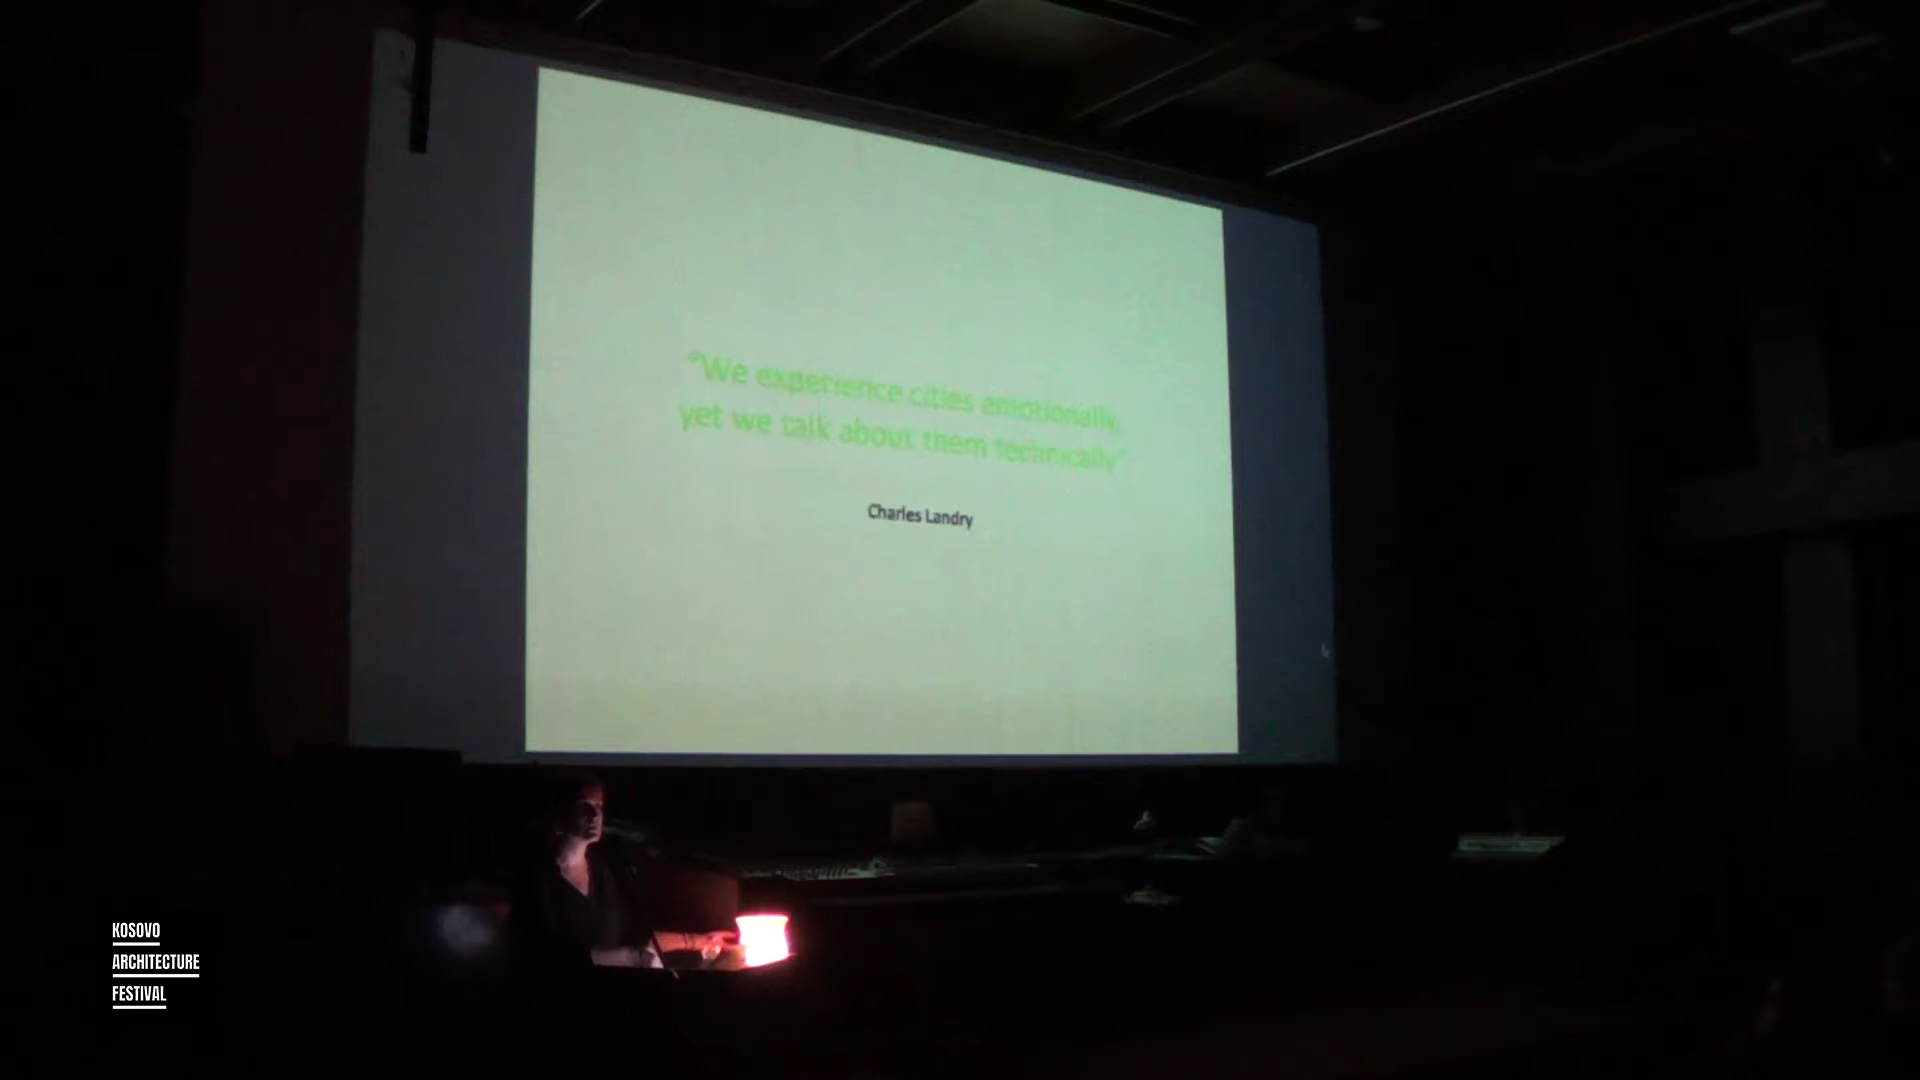 "We experience cities emotionally,
yet we talk about them technically"
Charles Landry
KOSOVO
ARCHITECTURE
FESTIVAL